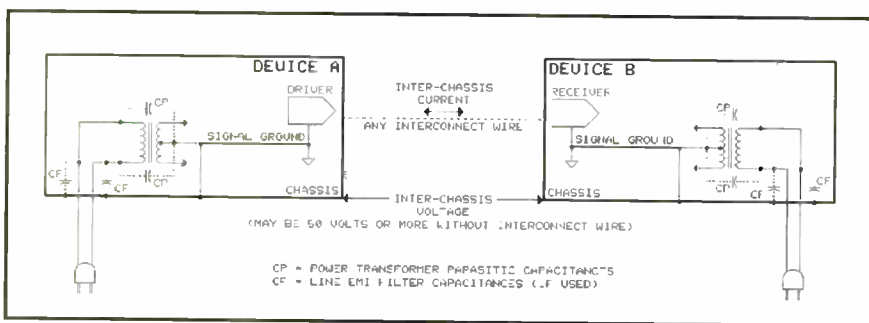 DEVICE A
DEVICE B
CP
DRIVER
INTER-CHASSIS
CURRENT
RECEIVER
CP
ANY INTERCONNECT WIRE
SIGNAL GROUND
SIGNAL GROUND
CF
CF
CP
CP
CF
CF
CHASSIS
INTER-CHASSIS
VOLTAGE
CHASSIS
(MAY BE 50 VOLTS OR MORE WITHOUT INTERCONNECT WIRE)
CP = POWER TRANSFORMER PARASITIC CAPACITANCES
CF = LINE EMI FILTER CAPACITANCES (IF USED)